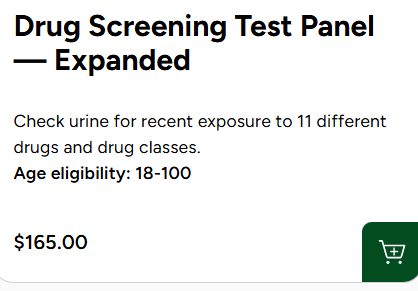 Drug Screening Test Panel
— Expanded
Check urine for recent exposure to 11 different
drugs and drug classes.
Age eligibility: 18-100
$165.00